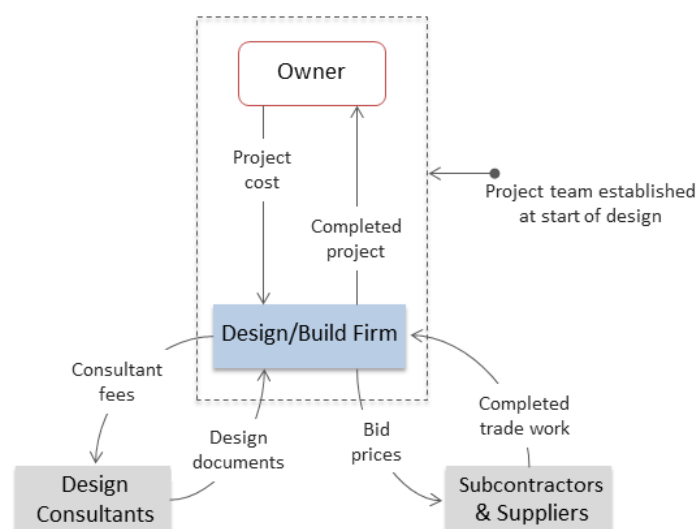 Owner
Project
cost
Completed
project
Project team established
at start of design
Design/Build Firm
Consultant
fees
Design
documents
Bid
prices
Completed
trade work
Design
Consultants
Subcontractors
& Suppliers